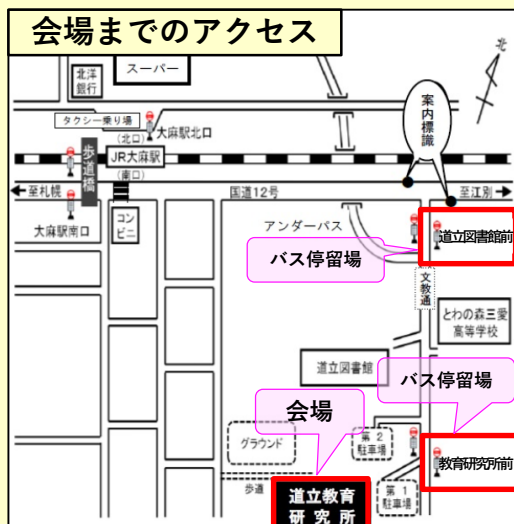 会場までのアクセス
北
北洋
銀行
スーパー
タクシー乗り場
大麻駅北口
(北口)
歩道橋
JR大麻駅
(南口)
案内標識
至札幌
国道12号
至江別
大麻駅南口
コン
ビニ
アンダーパス
道立図書館前
バス停留場
文教通
とわの森三愛
高等学校
道立図書館
バス停留場
会場
グラウンド
第2
駐車場
教育研究所前
歩道
道立教育
研究所
第1
駐車場